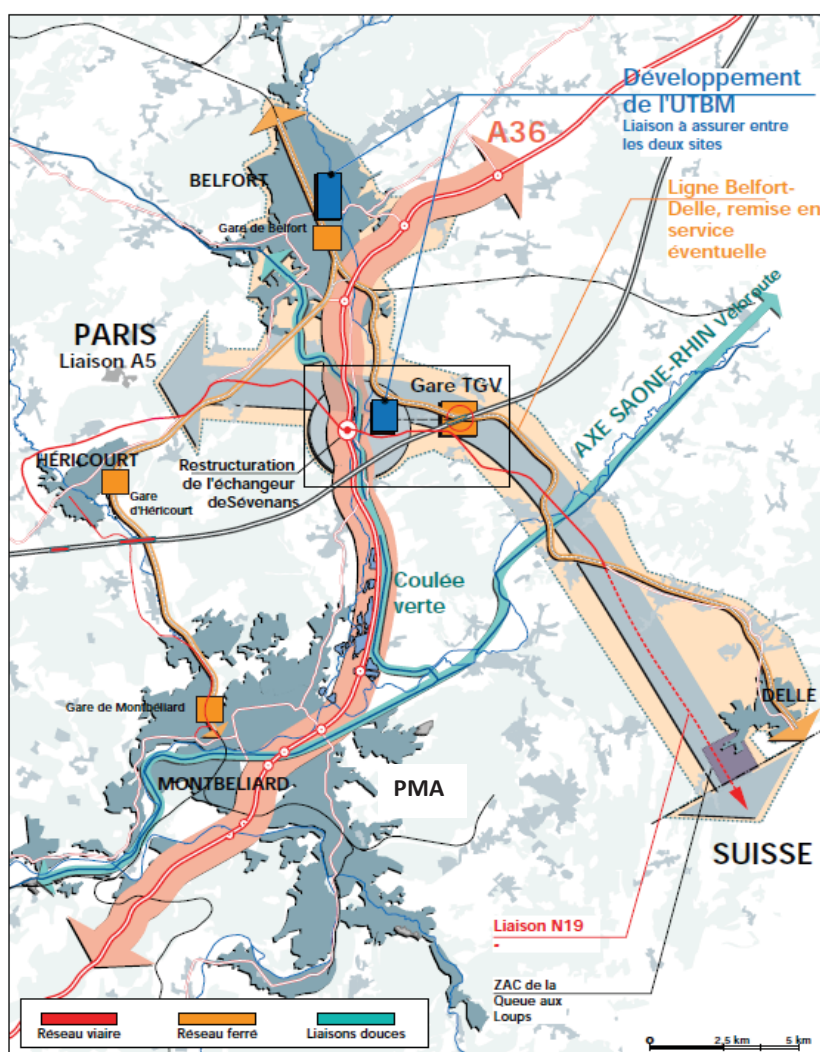 Développement
de l'UTBM
Liaison à assurer entre
les deux sites
A36
BELFORT
Gare de Belfort
Ligne Belfort-
Delle, remise en
service
éventuelle
PARIS
Liaison A5
AXE SAONE-RHIN Véloroute
Gare TGV
HÉRICOURT
Gare
d'Héricourt
Restructuration
de l'échangeur
deSévenans
Coulée
verte
Gare de Montbéliard
DELLE
MONTBELIARD
PMA
SUISSE
Liaison N19
-
ZAC de la
Queue aux
Loups
Réseau viaire
Réseau ferré
Liaisons douces
0 2,5 km 5 km